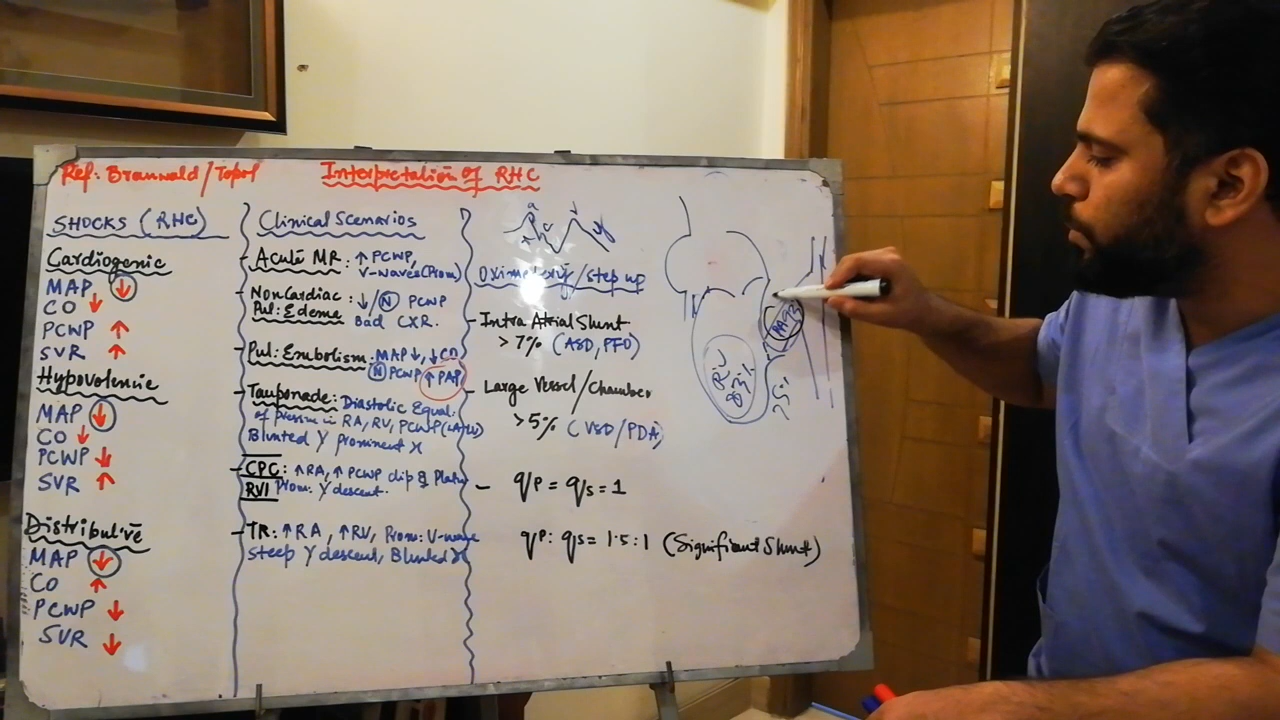 Ref: Braunwald/Topol
Interpretation of RHC
SHOCKS (RHC)
Cardiogenic
MAP ↓
CO ↓
PCWP ↑
SVR ↑
Hypovolemic
MAP ↓
CO ↓
PCWP ↓
SVR ↑
Distributive
MAP ↓
CO ↑
PCWP ↓
SVR ↓
Clinical Scenarios
Acute MR: ↑ PCWP,
V-waves (Prom)
NonCardiac
Pul: Edema : ↓/N PCWP
Bad CXR.
Pul: Embolism: MAP↓, ↓CO
N PCWP ↑ PAP
Tamponade: Diastolic Equal.
of pressure in RA, RV, PCWP
Blunted Y prominent X
CPC: ↑RA, ↑PCWP dip & Platu
RVI Prom: Y descent.
TR: ↑RA, ↑RV, Prom: V-wave
Steep Y descent, Blunted X
a
c
Oximetery/Step up
Intra Atrial Shunt
>7% (ASD, PFO)
Large Vessel/Chamber
>5% (VSD/PDA)
- qp = qs = 1
qp: qs = 1.5:1 (Significant Shunt)